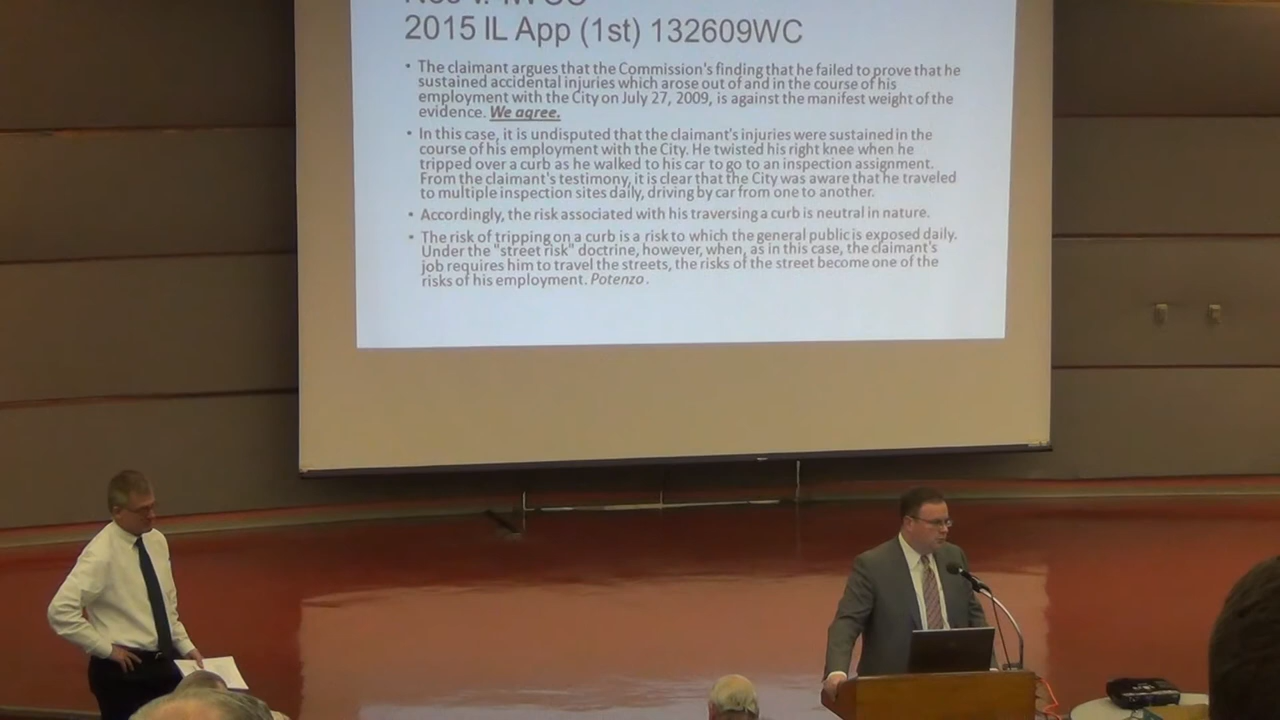 2015 IL App (1st) 132609WC
• The claimant argues that the Commission's finding that he failed to prove that he
sustained accidental injuries which arose out of and in the course of his
employment with the City on July 27, 2009, is against the manifest weight of the
evidence. We agree.
• In this case, it is undisputed that the claimant's injuries were sustained in the
course of his employment with the City. He twisted his right knee when he
tripped over a curb as he walked to his car to go to an inspection assignment.
From the claimant's testimony, it is clear that the City was aware that he traveled
to multiple inspection sites daily, driving by car from one to another.
• Accordingly, the risk associated with his traversing a curb is neutral in nature.
• The risk of tripping on a curb is a risk to which the general public is exposed daily.
Under the "street risk" doctrine, however, when, as in this case, the claimant's
job requires him to travel the streets, the risks of the street become one of the
risks of his employment. Potenzo.